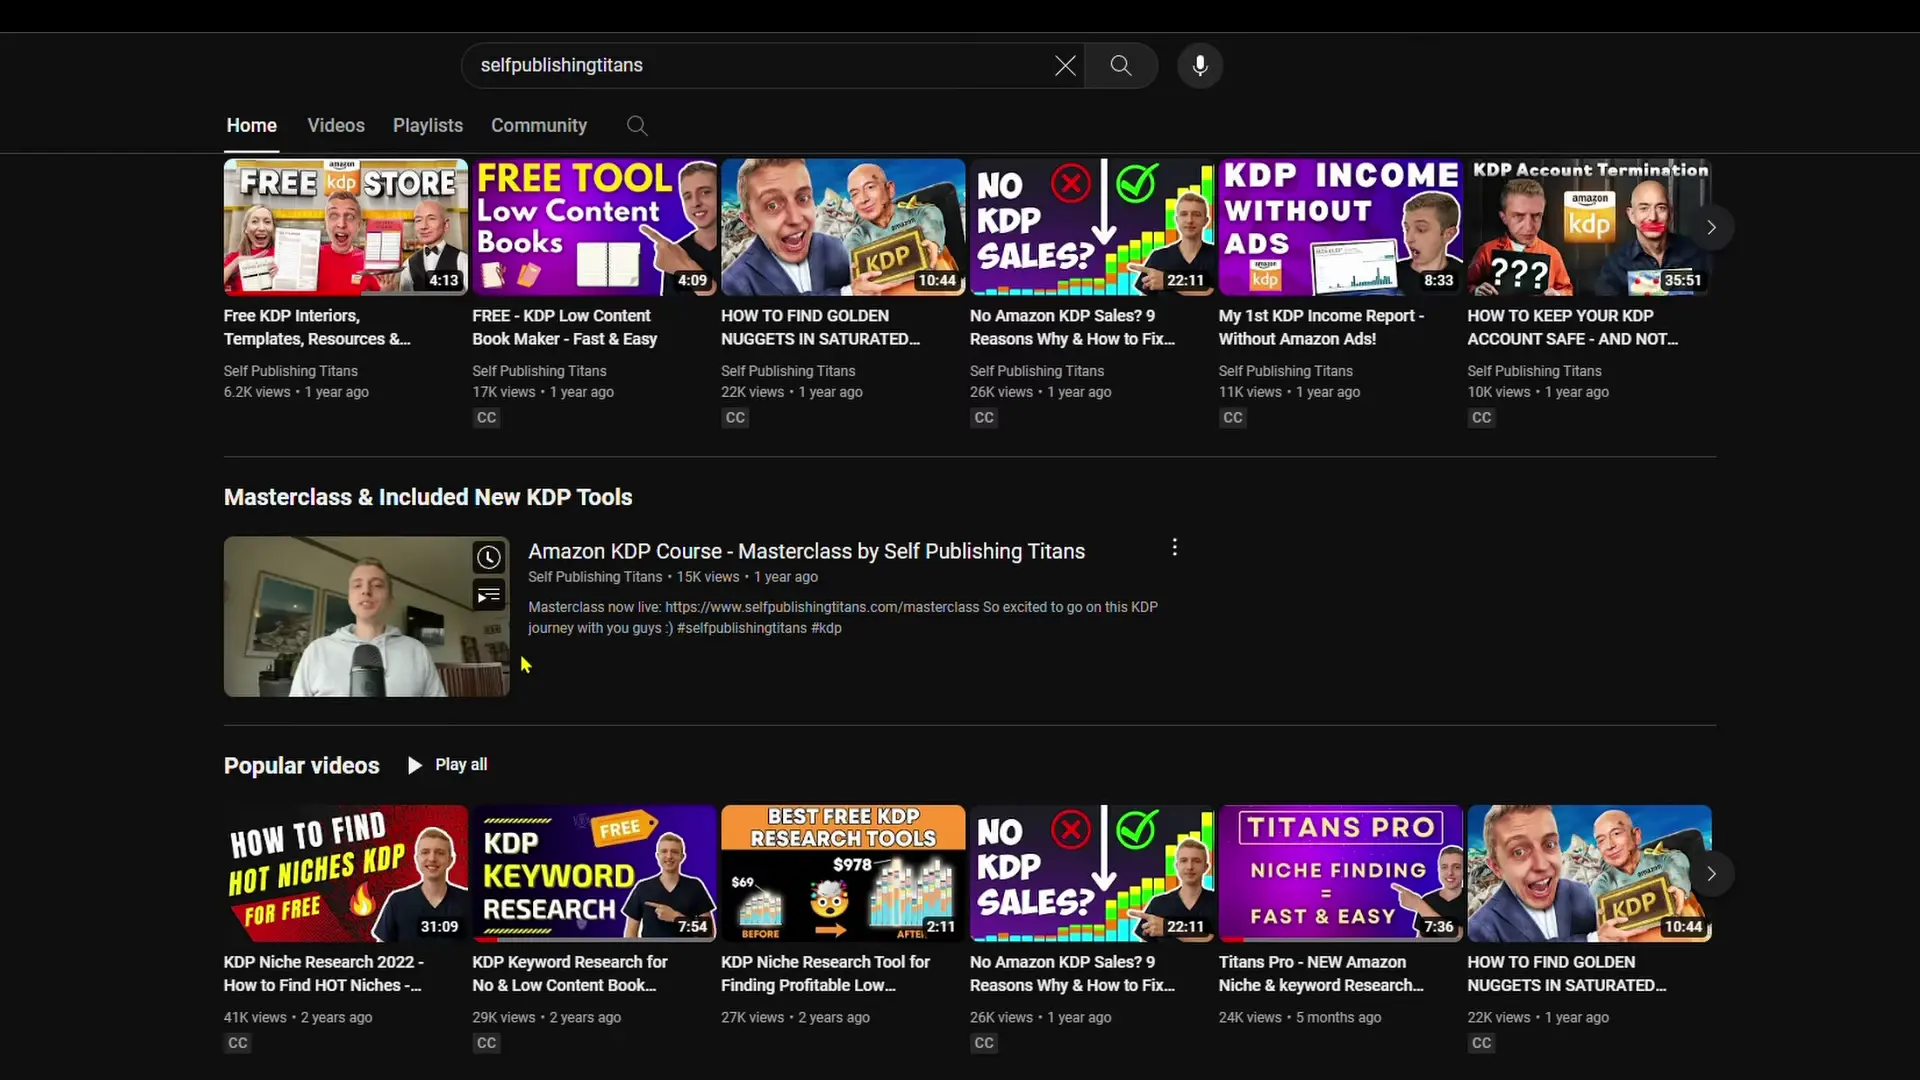 selfpublishingtitans
Home Videos Playlists Community
FREE kdp STORE
amazon
4:13
FREE TOOL
Low Content
Books
4:09
KDP
10:44
NO
KDP
SALES?
22:11
KDP INCOME
WITHOUT
ADS
amazon
kdp
8:33
KDP Account Termination
amazon
kdp
???
35:51
Free KDP Interiors,
Templates, Resources &...
Self Publishing Titans
6.2K views • 1 year ago
FREE - KDP Low Content
Book Maker - Fast & Easy
Self Publishing Titans
17K views • 1 year ago
CC
HOW TO FIND GOLDEN
NUGGETS IN SATURATED...
Self Publishing Titans
22K views • 1 year ago
CC
No Amazon KDP Sales? 9
Reasons Why & How to Fix...
Self Publishing Titans
26K views • 1 year ago
CC
My 1st KDP Income Report -
Without Amazon Ads!
Self Publishing Titans
11K views • 1 year ago
CC
HOW TO KEEP YOUR KDP
ACCOUNT SAFE - AND NOT...
Self Publishing Titans
10K views • 1 year ago
CC
Masterclass & Included New KDP Tools
Amazon KDP Course - Masterclass by Self Publishing Titans
Self Publishing Titans • 15K views • 1 year ago
Masterclass now live: https://www.selfpublishingtitans.com/masterclass So excited to go on this KDP
journey with you guys :) #selfpublishingtitans #kdp
Popular videos Play all
HOW TO FIND
HOT NICHES KDP
FOR FREE
31:09
FREE
KDP
KEYWORD
RESEARCH
7:54
BEST FREE KDP
RESEARCH TOOLS
$978
$69
BEFORE
AFTE
2:11
NO
KDP
SALES?
22:11
TITANS PRO
NICHE FINDING
=
FAST & EASY
7:36
KDP
10:44
KDP Niche Research 2022 -
How to Find HOT Niches -...
41K views • 2 years ago
CC
KDP Keyword Research for
No & Low Content Book...
29K views • 2 years ago
CC
KDP Niche Research Tool for
Finding Profitable Low...
27K views • 2 years ago
No Amazon KDP Sales? 9
Reasons Why & How to Fix...
26K views • 1 year ago
CC
Titans Pro - NEW Amazon
Niche & keyword Research...
24K views • 5 months ago
HOW TO FIND GOLDEN
NUGGETS IN SATURATED...
22K views • 1 year ago
CC